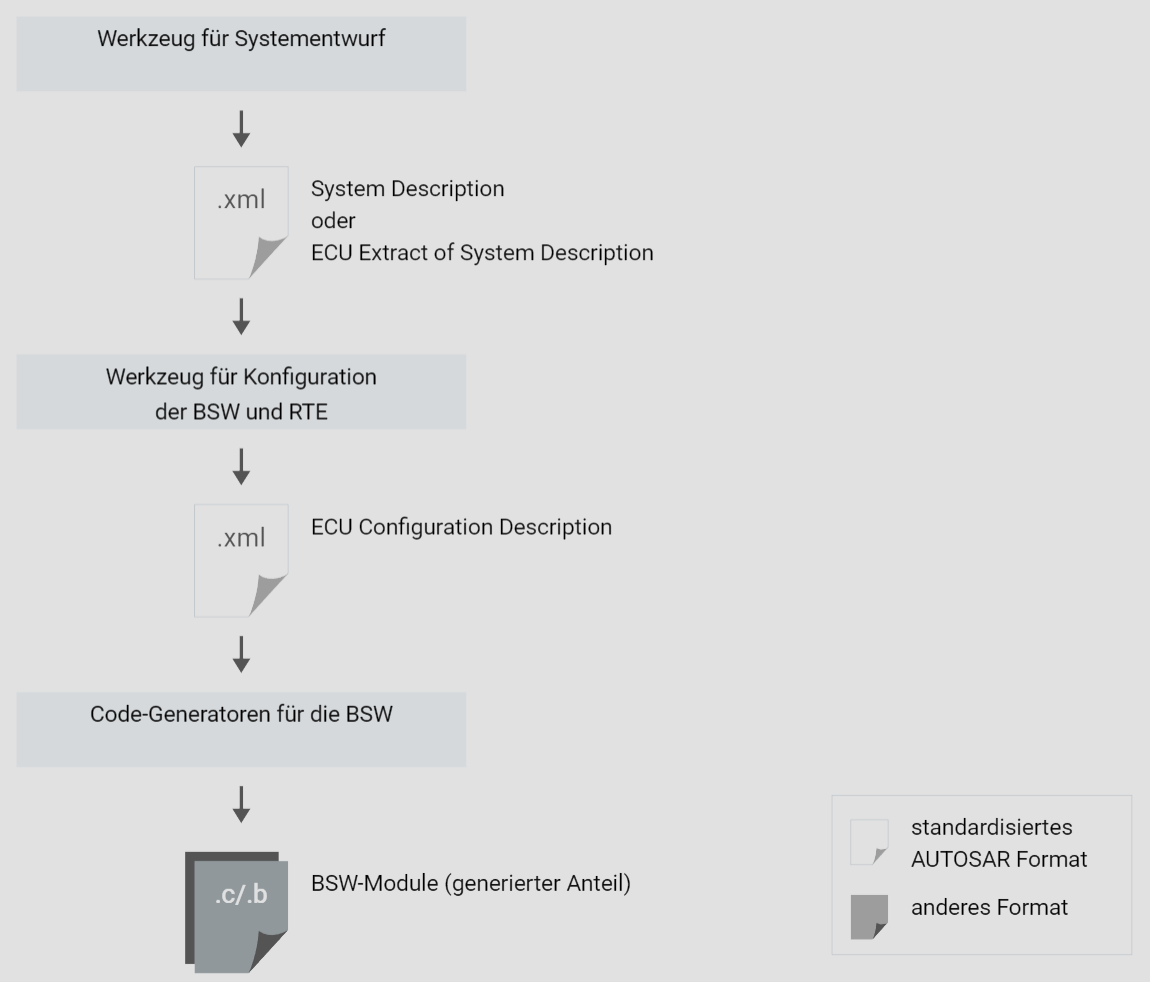 Werkzeug für Systementwurf
.xml
System Description
oder
ECU Extract of System Description
Werkzeug für Konfiguration
der BSW und RTE
.xml
ECU Configuration Description
Code-Generatoren für die BSW
.c/.b
BSW-Module (generierter Anteil)
standardisiertes
AUTOSAR Format
anderes Format